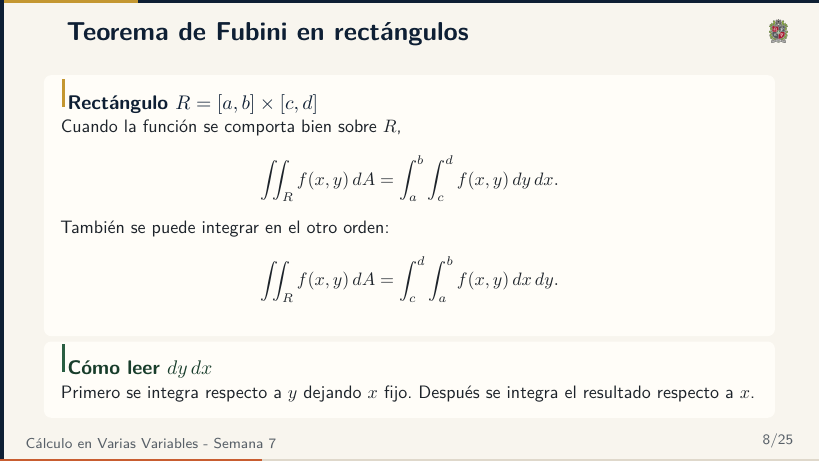 Teorema de Fubini en rectángulos
Rectángulo R = [a, b] × [c, d]
Cuando la función se comporta bien sobre R,
∬_R f(x, y) dA = ∫_a^b ∫_c^d f(x, y) dy dx.
También se puede integrar en el otro orden:
∬_R f(x, y) dA = ∫_c^d ∫_a^b f(x, y) dx dy.
Cómo leer dy dx
Primero se integra respecto a y dejando x fijo. Después se integra el resultado respecto a x.
Cálculo en Varias Variables - Semana 7
8/25